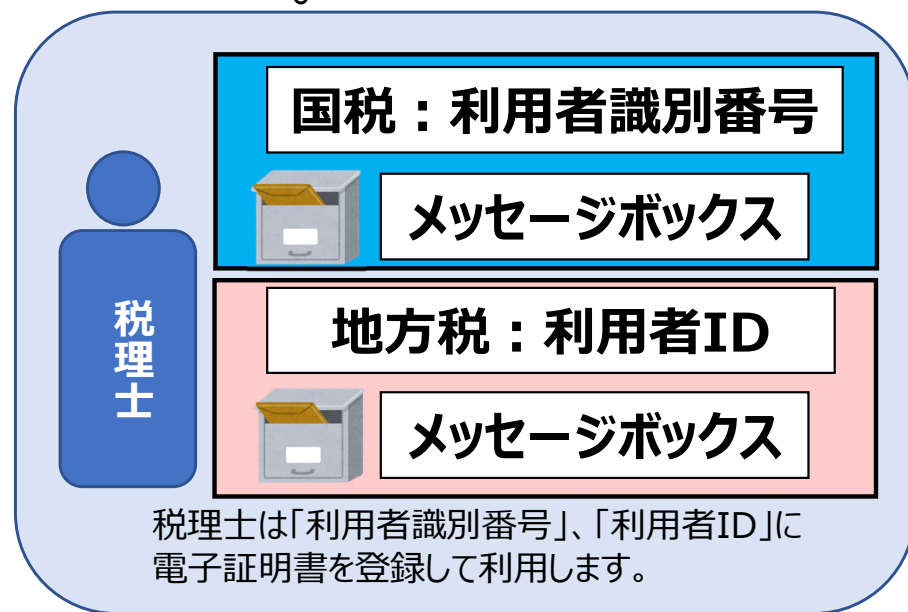 。
国税：利用者識別番号
メッセージボックス
税理士
地方税：利用者ID
メッセージボックス
税理士は「利用者識別番号」、「利用者ID」に
電子証明書を登録して利用します。